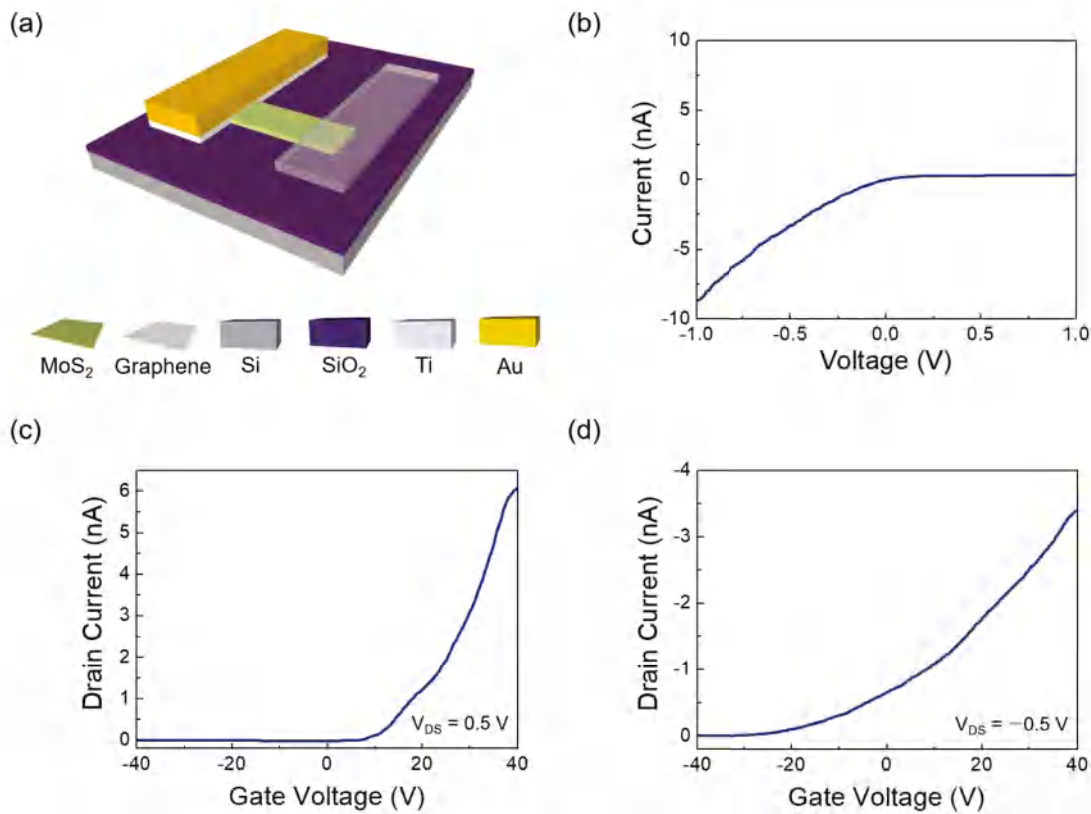 (a)
MoS₂ Graphene Si SiO₂ Ti Au
(b)
10
5
0
-5
-10
Current (nA)
-1.0 -0.5 0.0 0.5 1.0
Voltage (V)
(c)
6
5
4
3
2
1
0
Drain Current (nA)
V_DS = 0.5 V
-40 -20 0 20 40
Gate Voltage (V)
(d)
-4
-3
-2
-1
0
Drain Current (nA)
V_DS = −0.5 V
-40 -20 0 20 40
Gate Voltage (V)